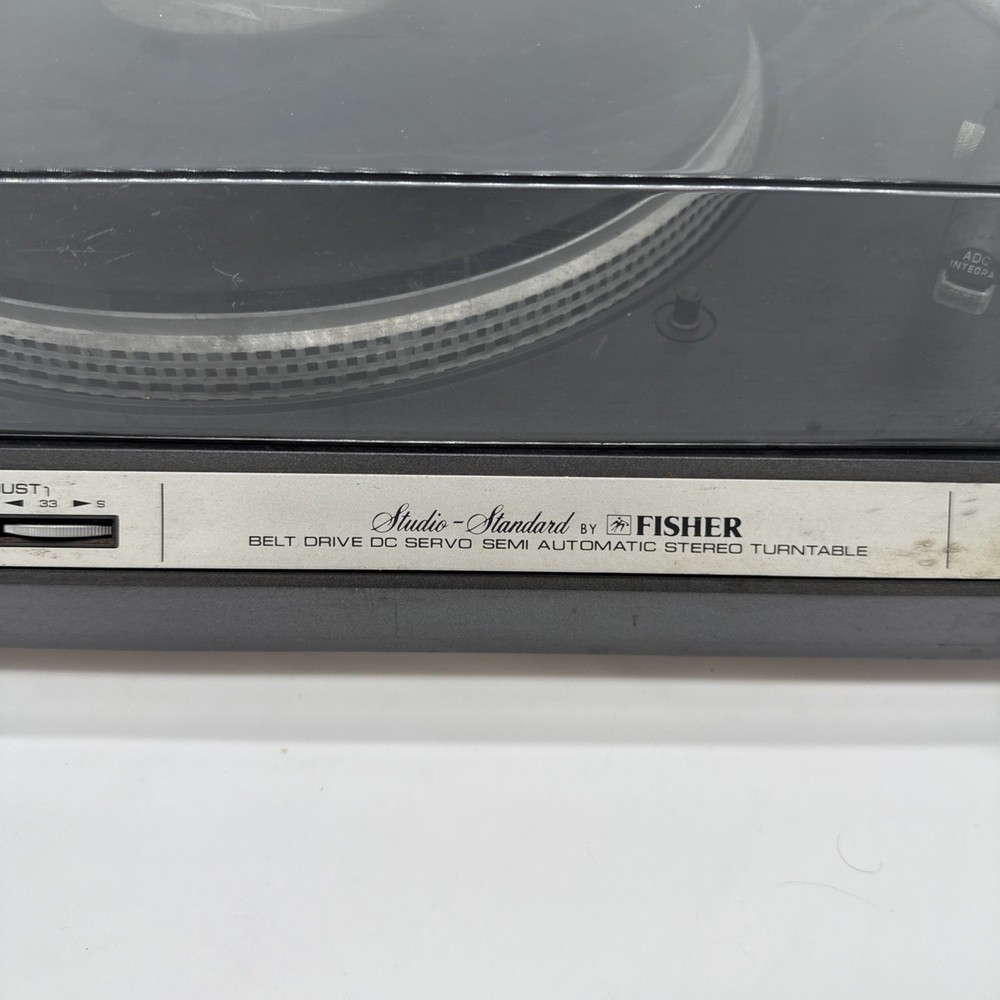 ADC
INTEGRA
UST
◄ 33 ► S
Studio-Standard BY FISHER
BELT DRIVE DC SERVO SEMI AUTOMATIC STEREO TURNTABLE